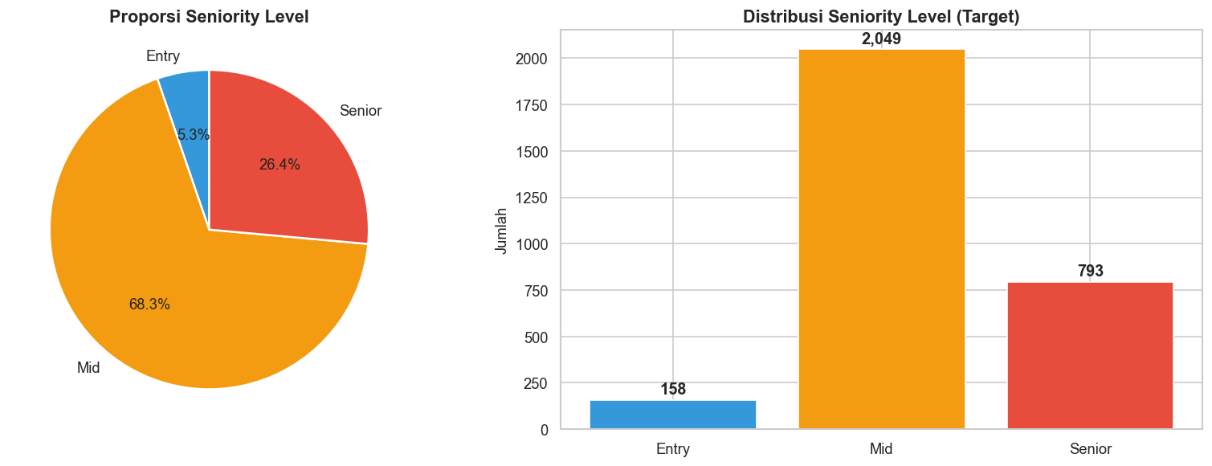 Proporsi Seniority Level
Entry
Senior
5.3%
26.4%
68.3%
Mid
Distribusi Seniority Level (Target)
Jumlah
2000
1750
1500
1250
1000
750
500
250
0
158
2,049
793
Entry
Mid
Senior